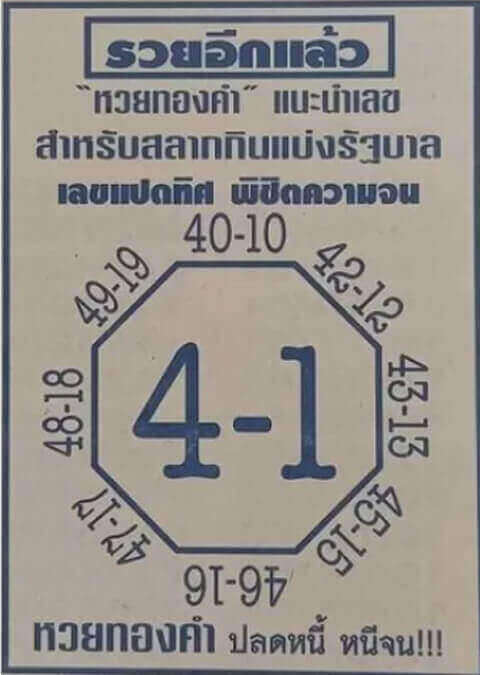 รวยอีกแล้ว
"หวยทองคำ" แนะนำเลข
สำหรับสลากกินแบ่งรัฐบาล
เลขแปดทิศ พิชิตความจน
40-10
42-12
43-13
45-15
46-16
47-17
48-18
49-19
4-1
หวยทองคำ ปลดหนี้ หนีจน!!!